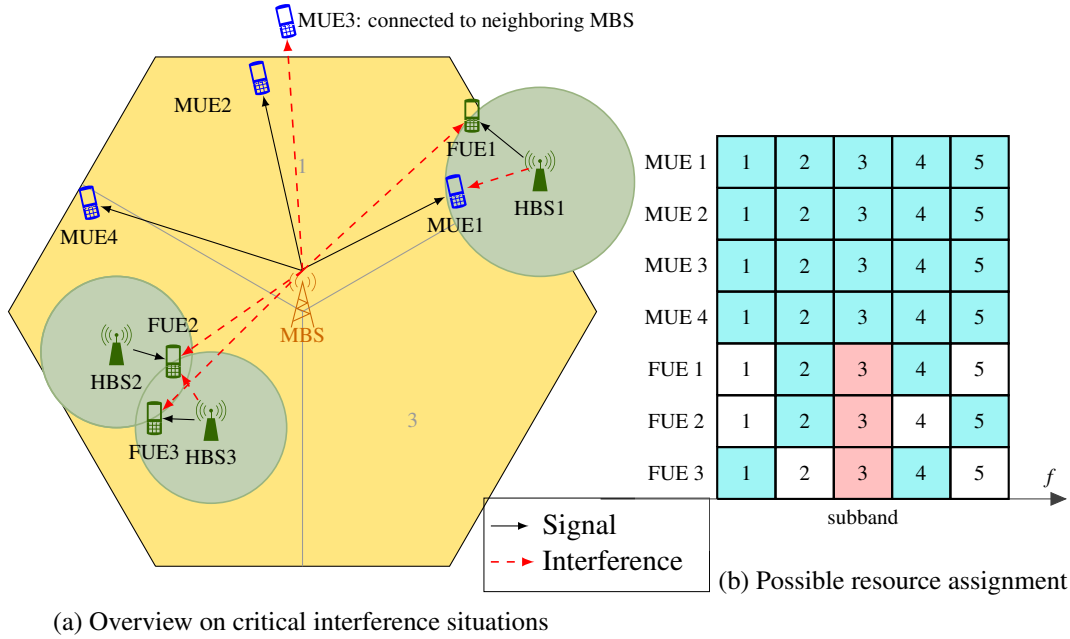 MUE3: connected to neighboring MBS
MUE2
1
FUE1
HBS1
MUE1
MUE4
MBS
FUE2
HBS2
FUE3
HBS3
3
Signal
Interference
(a) Overview on critical interference situations
MUE 1 1 2 3 4 5
MUE 2 1 2 3 4 5
MUE 3 1 2 3 4 5
MUE 4 1 2 3 4 5
FUE 1 1 2 3 4 5
FUE 2 1 2 3 4 5
FUE 3 1 2 3 4 5
f
subband
(b) Possible resource assignment